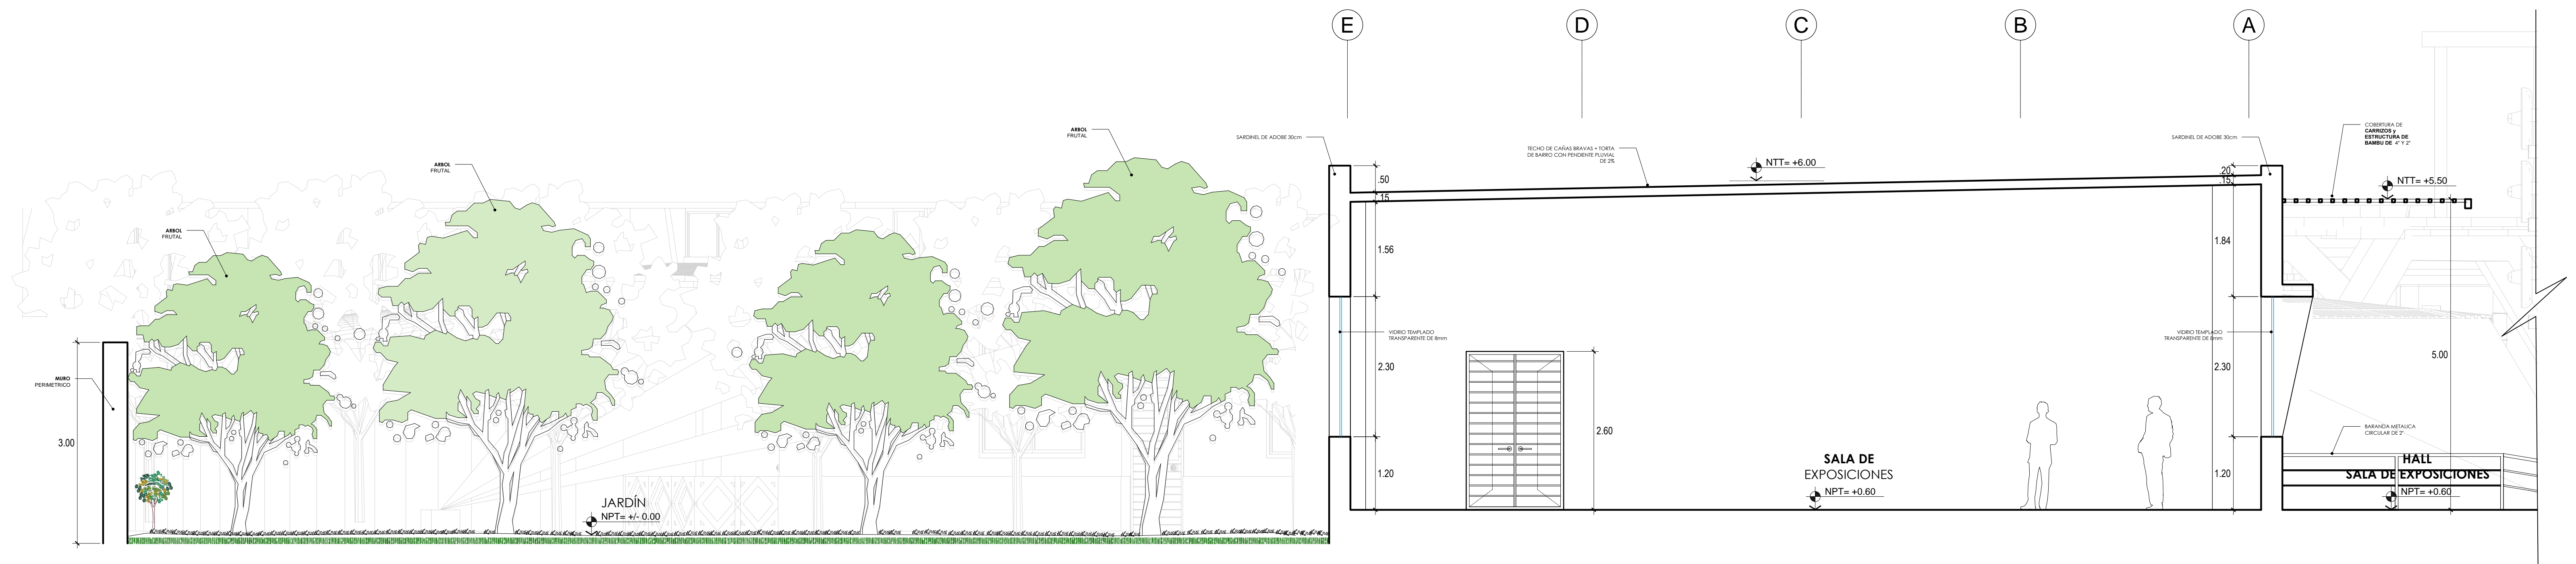 E
D
C
B
A
ARBOL
FRUTAL
ARBOL
FRUTAL
ARBOL
FRUTAL
MURO
PERIMETRICO
3.00
JARDÍN
NPT= +/- 0.00
SARDINEL DE ADOBE 30cm
.50
.15
1.56
2.30
1.20
VIDRIO TEMPLADO
TRANSPARENTE DE 8mm
TECHO DE CAÑAS BRAVAS + TORTA
DE BARRO CON PENDIENTE PLUVIAL
DE 2%
NTT= +6.00
2.60
SALA DE
EXPOSICIONES
NPT= +0.60
SARDINEL DE ADOBE 30cm
.20
.15
1.84
2.30
1.20
VIDRIO TEMPLADO
TRANSPARENTE DE 8mm
COBERTURA DE
CARRIZOS y
ESTRUCTURA DE
BAMBU DE 4" Y 2"
NTT= +5.50
5.00
BARANDA METALICA
CIRCULAR DE 2"
HALL
SALA DE EXPOSICIONES
NPT= +0.60